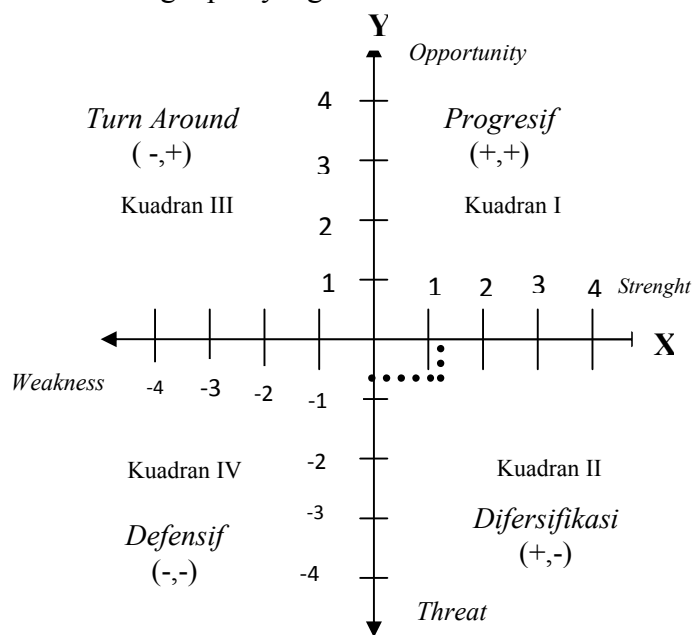 Y
Opportunity
Turn Around
(-,+)
Kuadran III
Progresif
(+,+)
Kuadran I
4
3
2
1
1 2 3 4
Strenght
X
Weakness
-4 -3 -2 -1
-1
-2
-3
-4
Kuadran IV
Defensif
(-,-)
Kuadran II
Difersifikasi
(+,-)
Threat